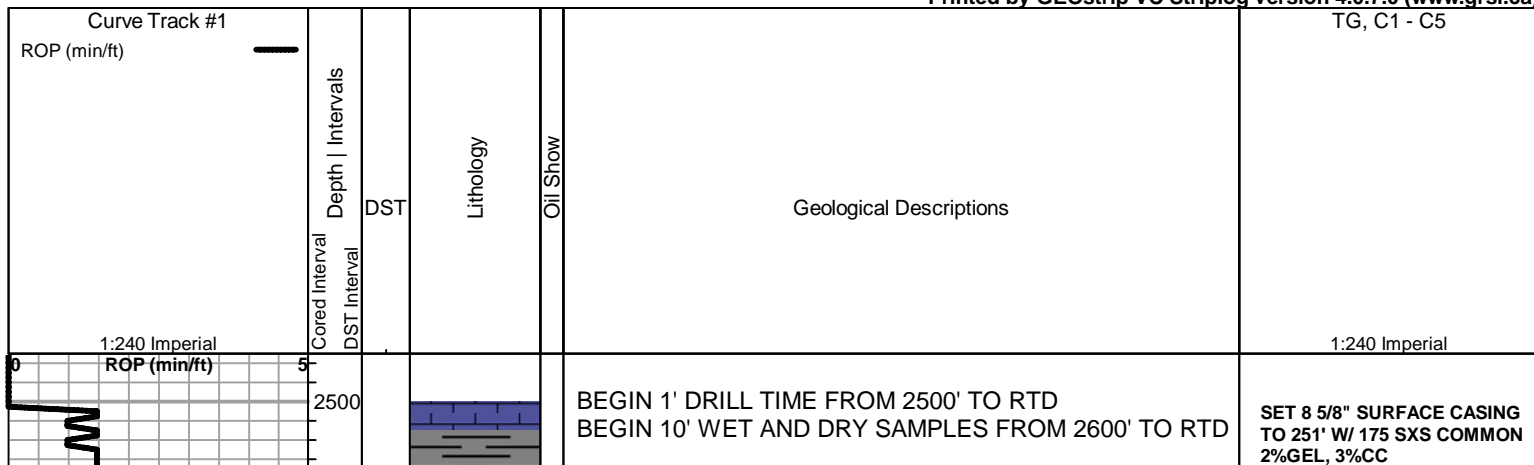 Curve Track #1
ROP (min/ft)
1:240 Imperial
Depth | Intervals
Cored Interval
DST Interval
DST
Lithology
Oil Show
Geological Descriptions
TG, C1 - C5
1:240 Imperial
0 ROP (min/ft) 5
2500
BEGIN 1' DRILL TIME FROM 2500' TO RTD
BEGIN 10' WET AND DRY SAMPLES FROM 2600' TO RTD
SET 8 5/8" SURFACE CASING
TO 251' W/ 175 SXS COMMON
2%GEL, 3%CC